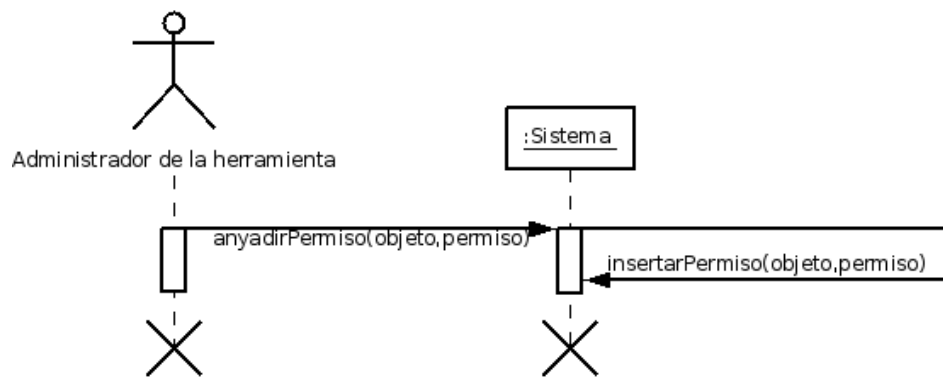 :Sistema
Administrador de la herramienta
anyadirPermiso(objeto,permiso)
insertarPermiso(objeto,permiso)